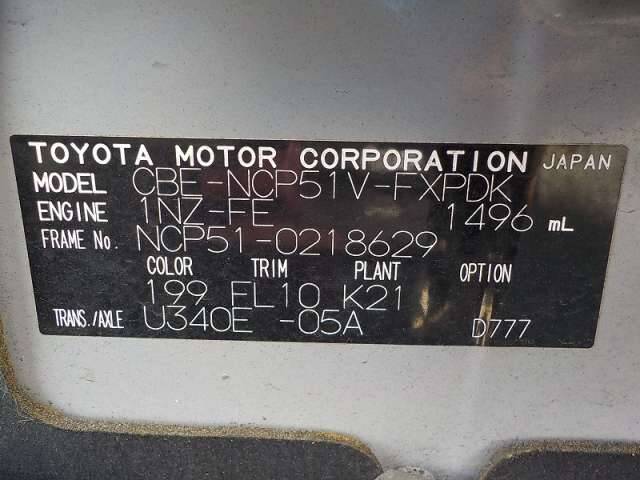 TOYOTA MOTOR CORPORATION JAPAN
MODEL CBE-NCP51V-FXPDK
ENGINE 1NZ-FE 1496 mL
FRAME No. NCP51-0218629
COLOR TRIM PLANT OPTION
199 FL10 K21
TRANS./AXLE U340E -05A D777